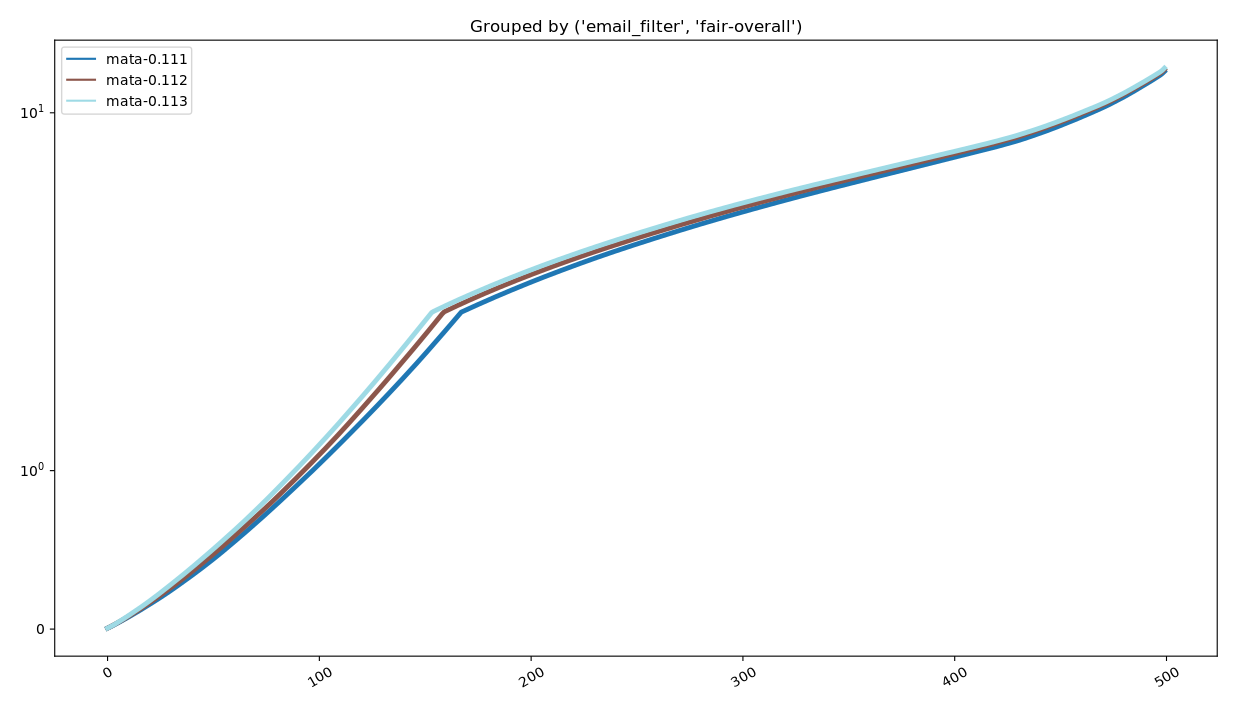 Grouped by ('email_filter', 'fair-overall')
mata-0.111
mata-0.112
mata-0.113
10¹
10⁰
0
0
100
200
300
400
500